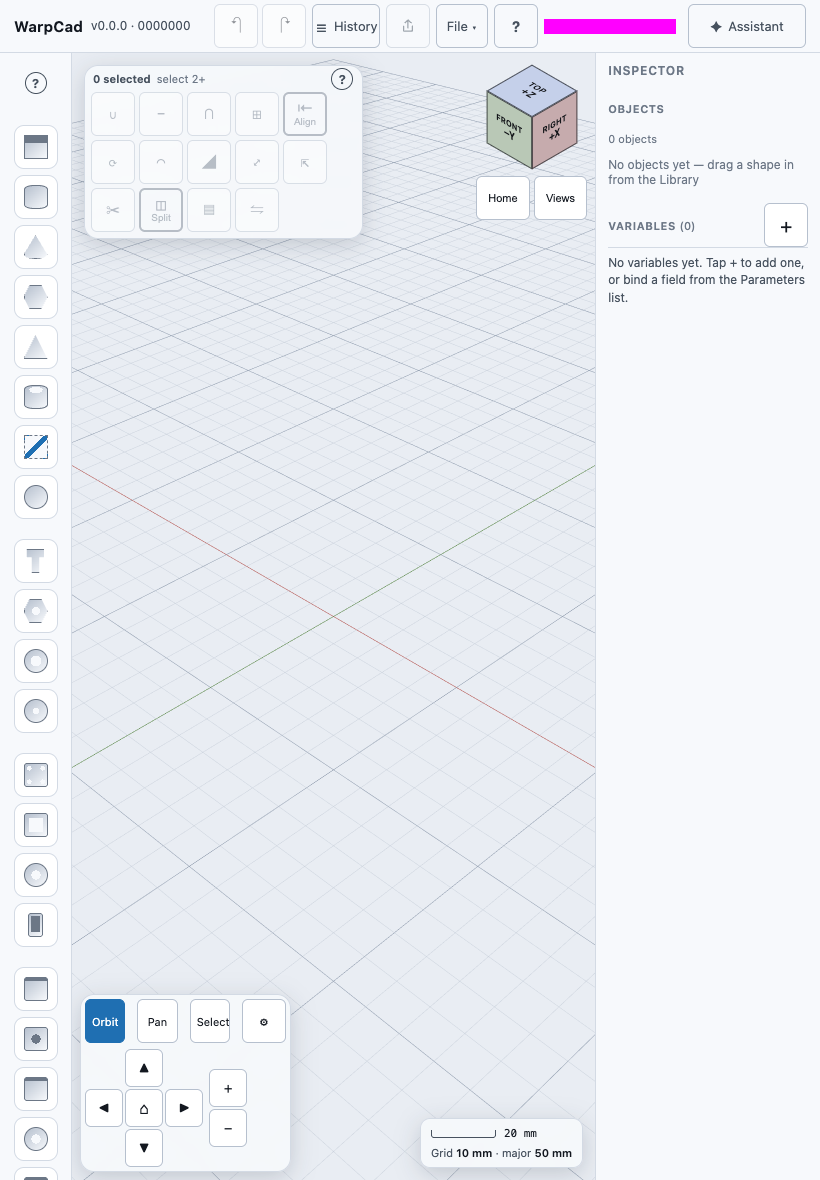 WarpCad v0.0.0 · 0000000
History
File
?
Assistant
?
0 selected select 2+
?
Align
Split
TOP
+Z
FRONT
−Y
RIGHT
+X
Home
Views
INSPECTOR
OBJECTS
0 objects
No objects yet — drag a shape in
from the Library
VARIABLES (0)
+
No variables yet. Tap + to add one,
or bind a field from the Parameters
list.
Orbit
Pan
Select
+
−
20 mm
Grid 10 mm · major 50 mm